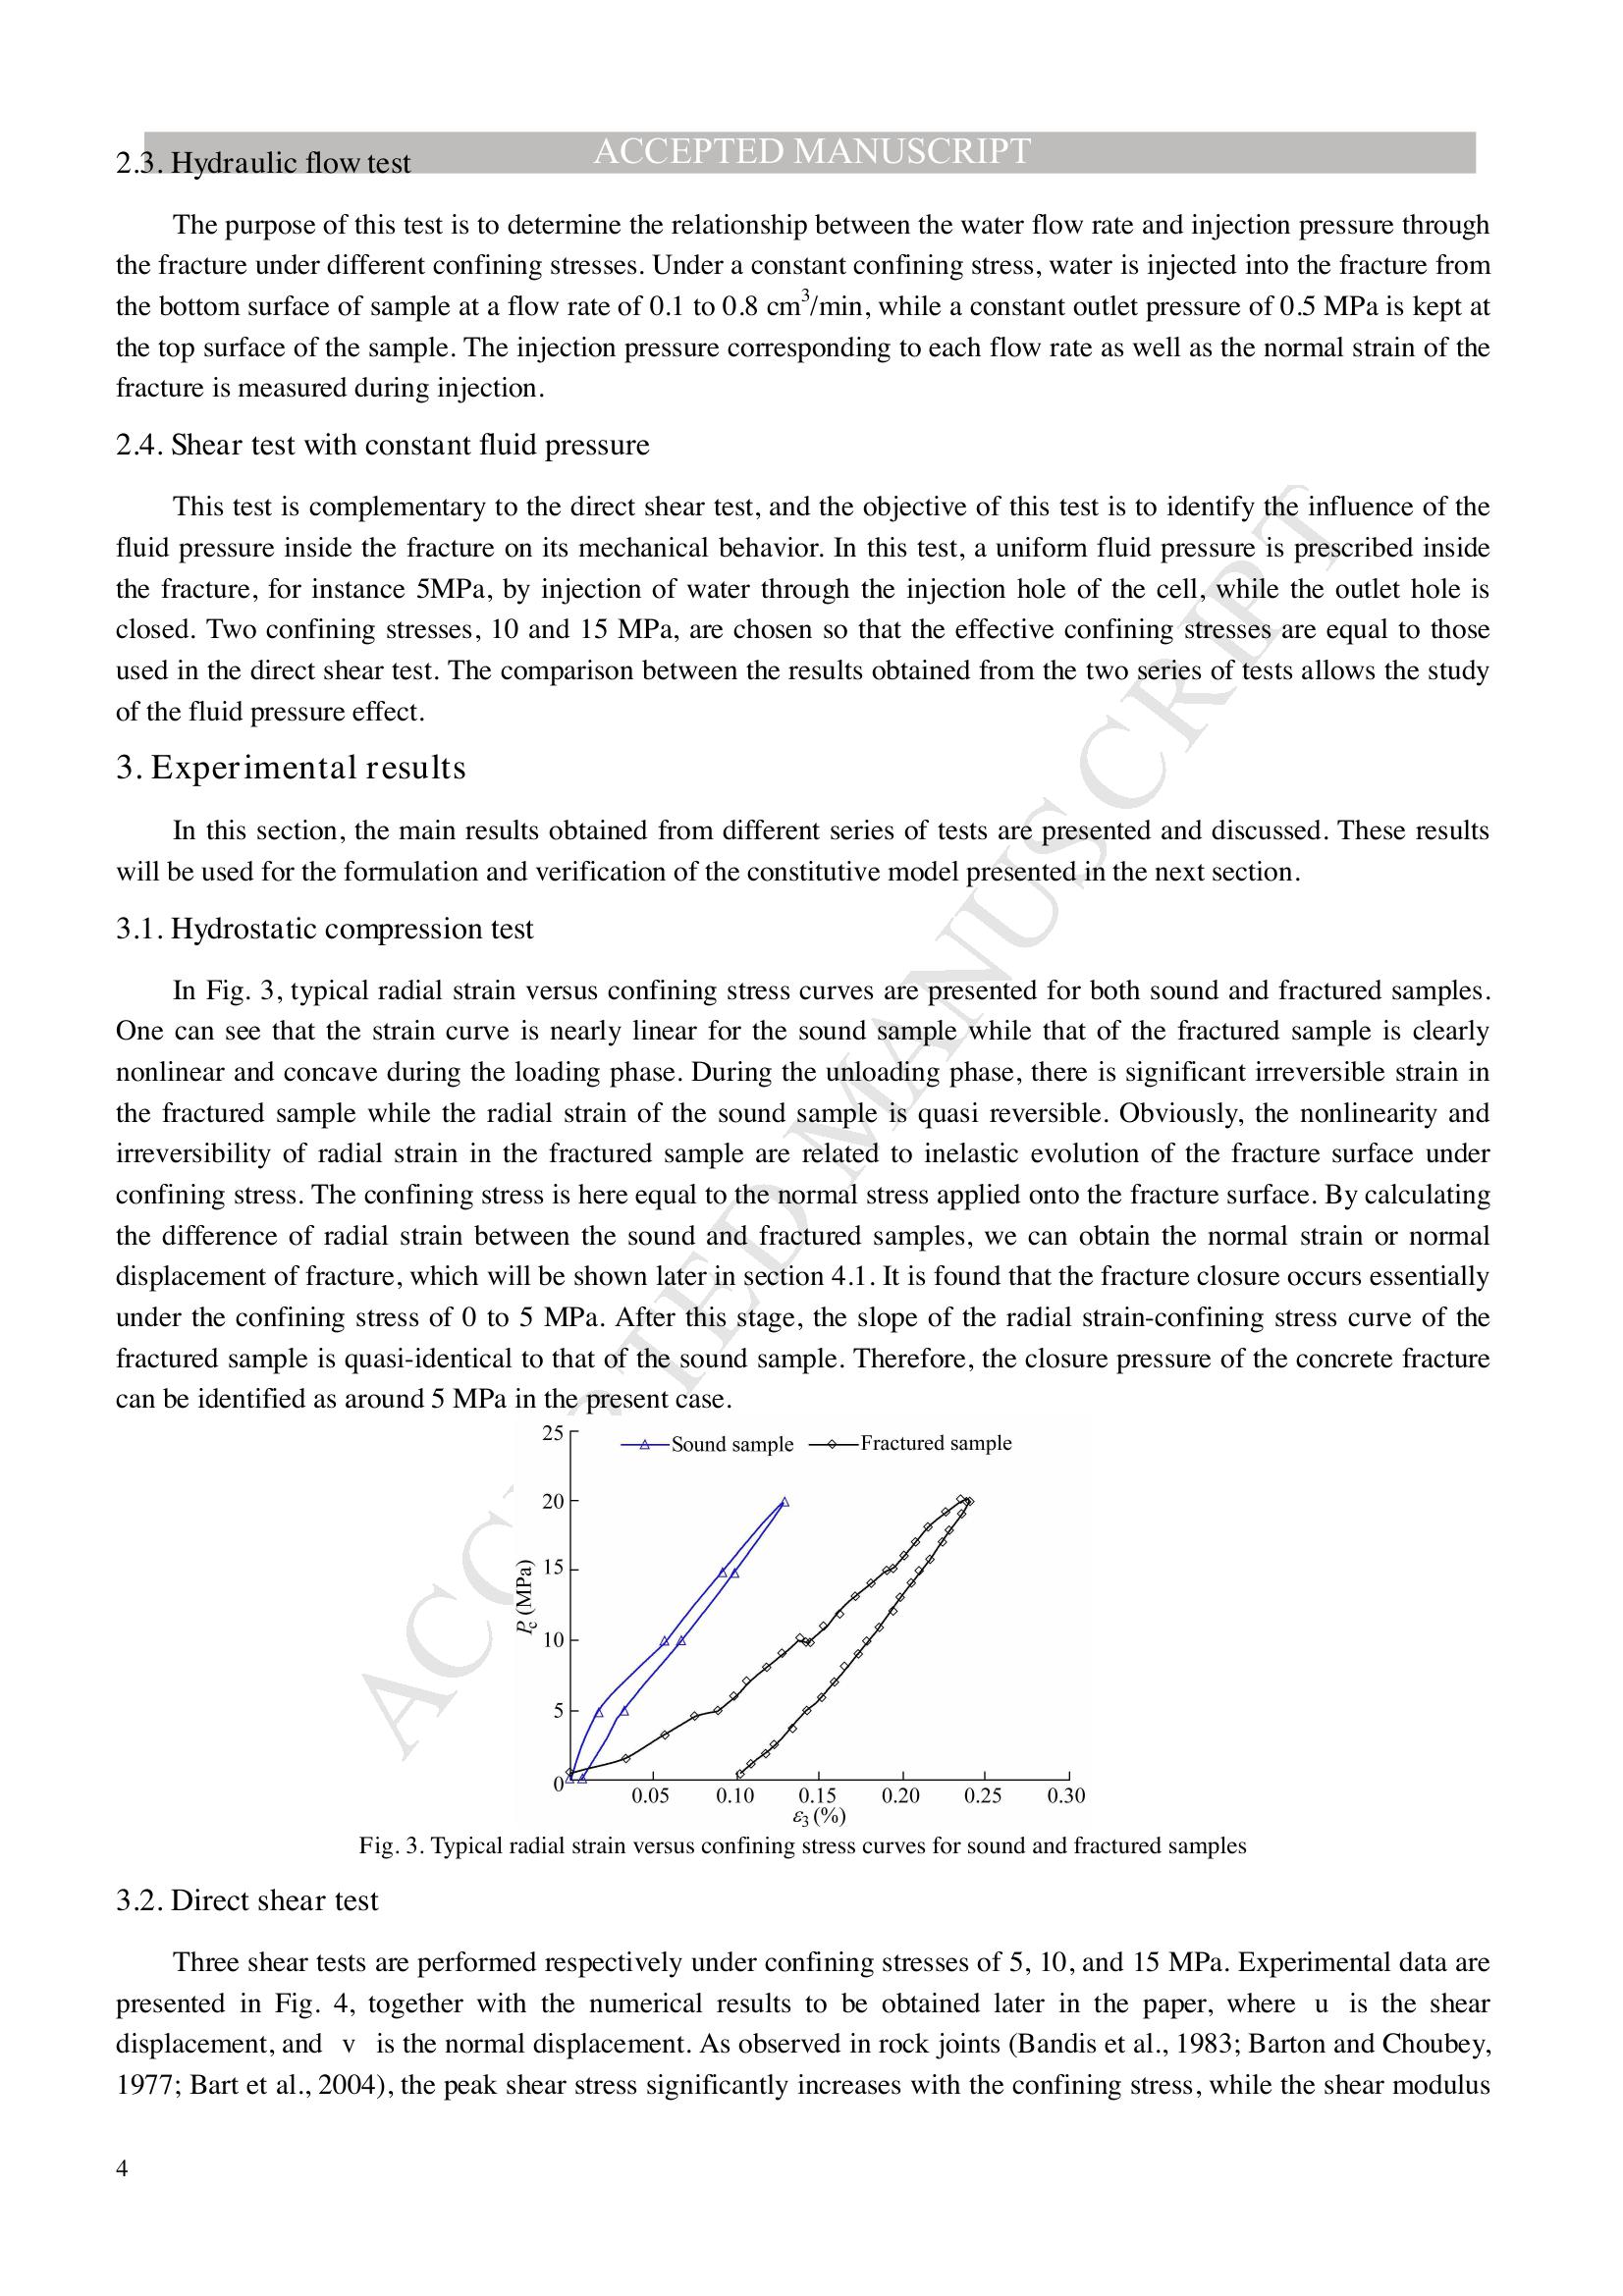 ACCEPTED MANUSCRIPT
2.3. Hydraulic flow test
The purpose of this test is to determine the relationship between the water flow rate and injection pressure through
the fracture under different confining stresses. Under a constant confining stress, water is injected into the fracture from
the bottom surface of sample at a flow rate of 0.1 to 0.8 cm³/min, while a constant outlet pressure of 0.5 MPa is kept at
the top surface of the sample. The injection pressure corresponding to each flow rate as well as the normal strain of the
fracture is measured during injection.
2.4. Shear test with constant fluid pressure
This test is complementary to the direct shear test, and the objective of this test is to identify the influence of the
fluid pressure inside the fracture on its mechanical behavior. In this test, a uniform fluid pressure is prescribed inside
the fracture, for instance 5MPa, by injection of water through the injection hole of the cell, while the outlet hole is
closed. Two confining stresses, 10 and 15 MPa, are chosen so that the effective confining stresses are equal to those
used in the direct shear test. The comparison between the results obtained from the two series of tests allows the study
of the fluid pressure effect.
3. Experimental results
In this section, the main results obtained from different series of tests are presented and discussed. These results
will be used for the formulation and verification of the constitutive model presented in the next section.
3.1. Hydrostatic compression test
In Fig. 3, typical radial strain versus confining stress curves are presented for both sound and fractured samples.
One can see that the strain curve is nearly linear for the sound sample while that of the fractured sample is clearly
nonlinear and concave during the loading phase. During the unloading phase, there is significant irreversible strain in
the fractured sample while the radial strain of the sound sample is quasi reversible. Obviously, the nonlinearity and
irreversibility of radial strain in the fractured sample are related to inelastic evolution of the fracture surface under
confining stress. The confining stress is here equal to the normal stress applied onto the fracture surface. By calculating
the difference of radial strain between the sound and fractured samples, we can obtain the normal strain or normal
displacement of fracture, which will be shown later in section 4.1. It is found that the fracture closure occurs essentially
under the confining stress of 0 to 5 MPa. After this stage, the slope of the radial strain-confining stress curve of the
fractured sample is quasi-identical to that of the sound sample. Therefore, the closure pressure of the concrete fracture
can be identified as around 5 MPa in the present case.
25
Sound sample Fractured sample
20
15
10
5
0
Pc (MPa)
0.05 0.10 0.15 0.20 0.25 0.30
ε3 (%)
Fig. 3. Typical radial strain versus confining stress curves for sound and fractured samples
3.2. Direct shear test
Three shear tests are performed respectively under confining stresses of 5, 10, and 15 MPa. Experimental data are
presented in Fig. 4, together with the numerical results to be obtained later in the paper, where u is the shear
displacement, and v is the normal displacement. As observed in rock joints (Bandis et al., 1983; Barton and Choubey,
1977; Bart et al., 2004), the peak shear stress significantly increases with the confining stress, while the shear modulus
4